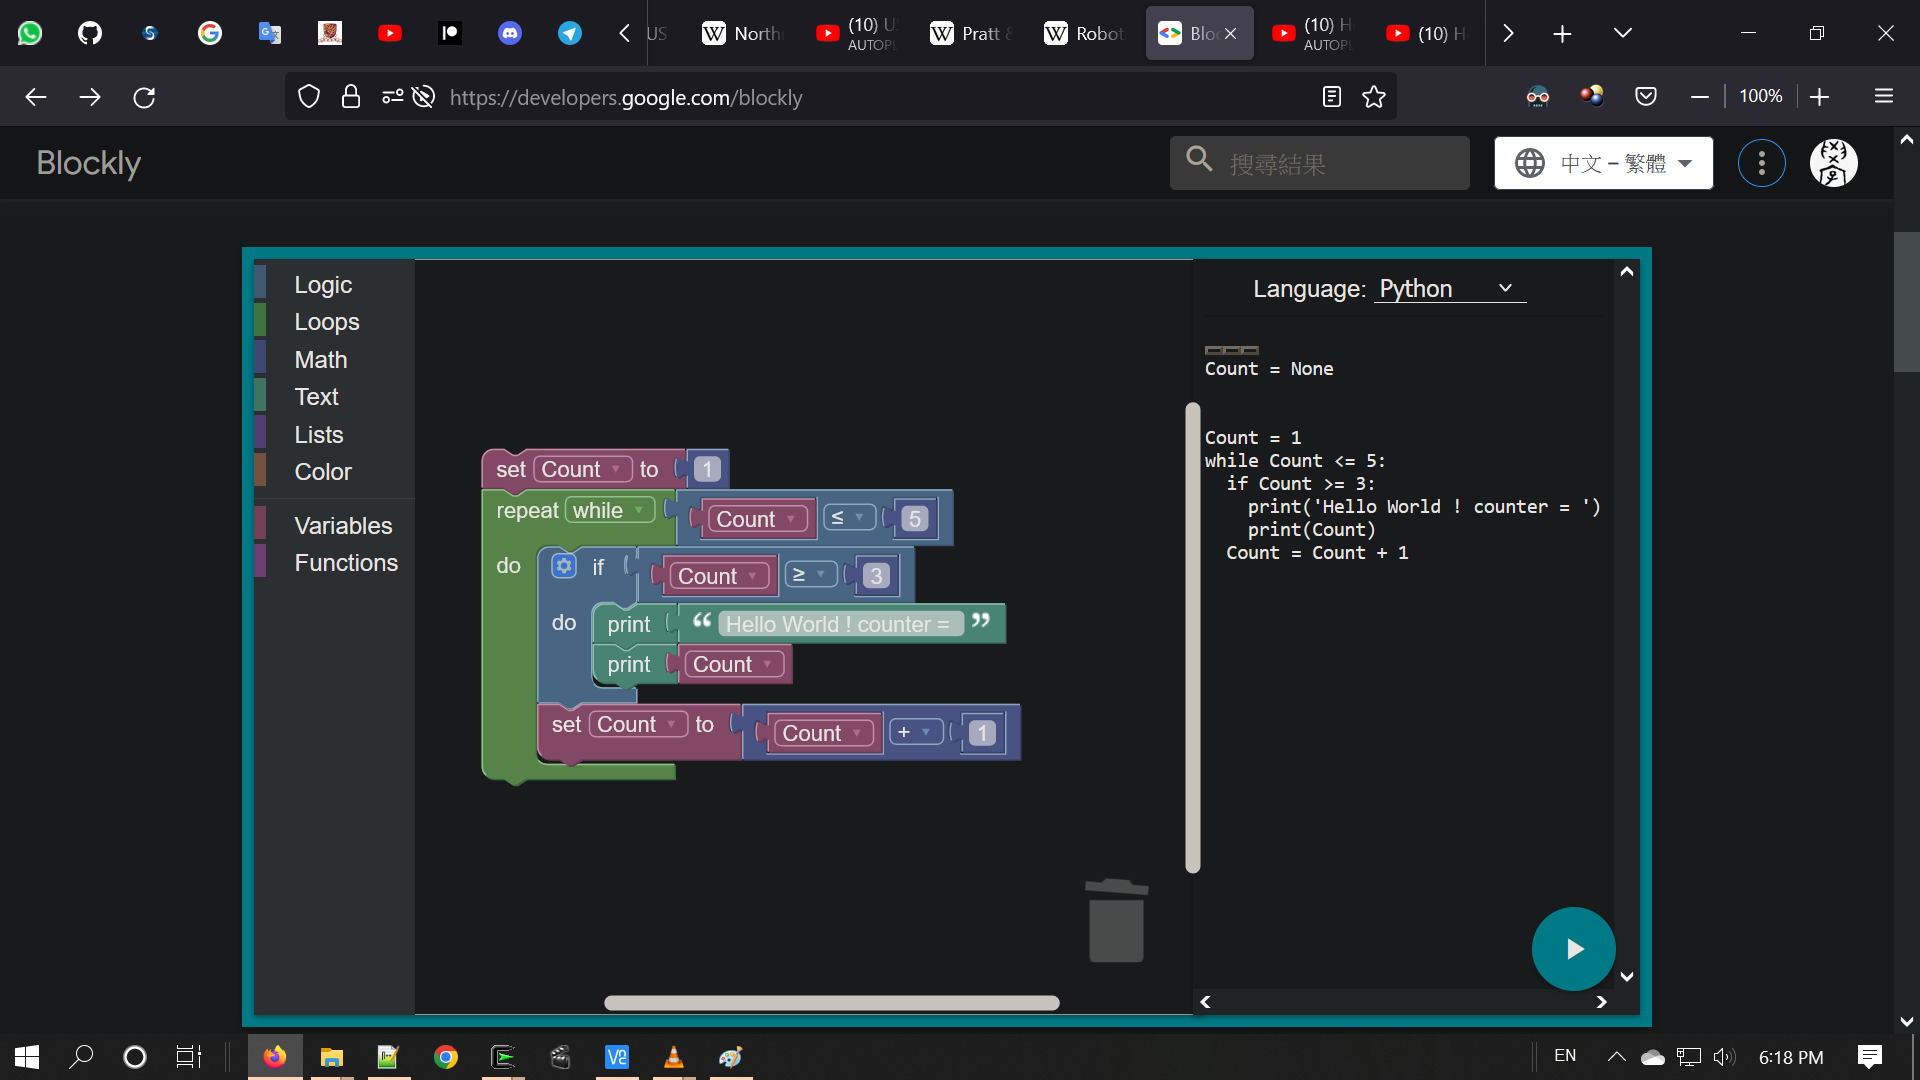 US
North
(10) U
AUTOPL
Pratt &
Robot
Bloc
(10) H
AUTOPL
(10) H
https://developers.google.com/blockly
100%
Blockly
搜尋結果
中文 – 繁體
Logic
Loops
Math
Text
Lists
Color
Variables
Functions
set Count to 1
repeat while Count ≤ 5
do if Count ≥ 3
do print “ Hello World ! counter = ”
print Count
set Count to Count + 1
Language: Python
Count = None
Count = 1
while Count <= 5:
if Count >= 3:
print('Hello World ! counter = ')
print(Count)
Count = Count + 1
EN
6:18 PM